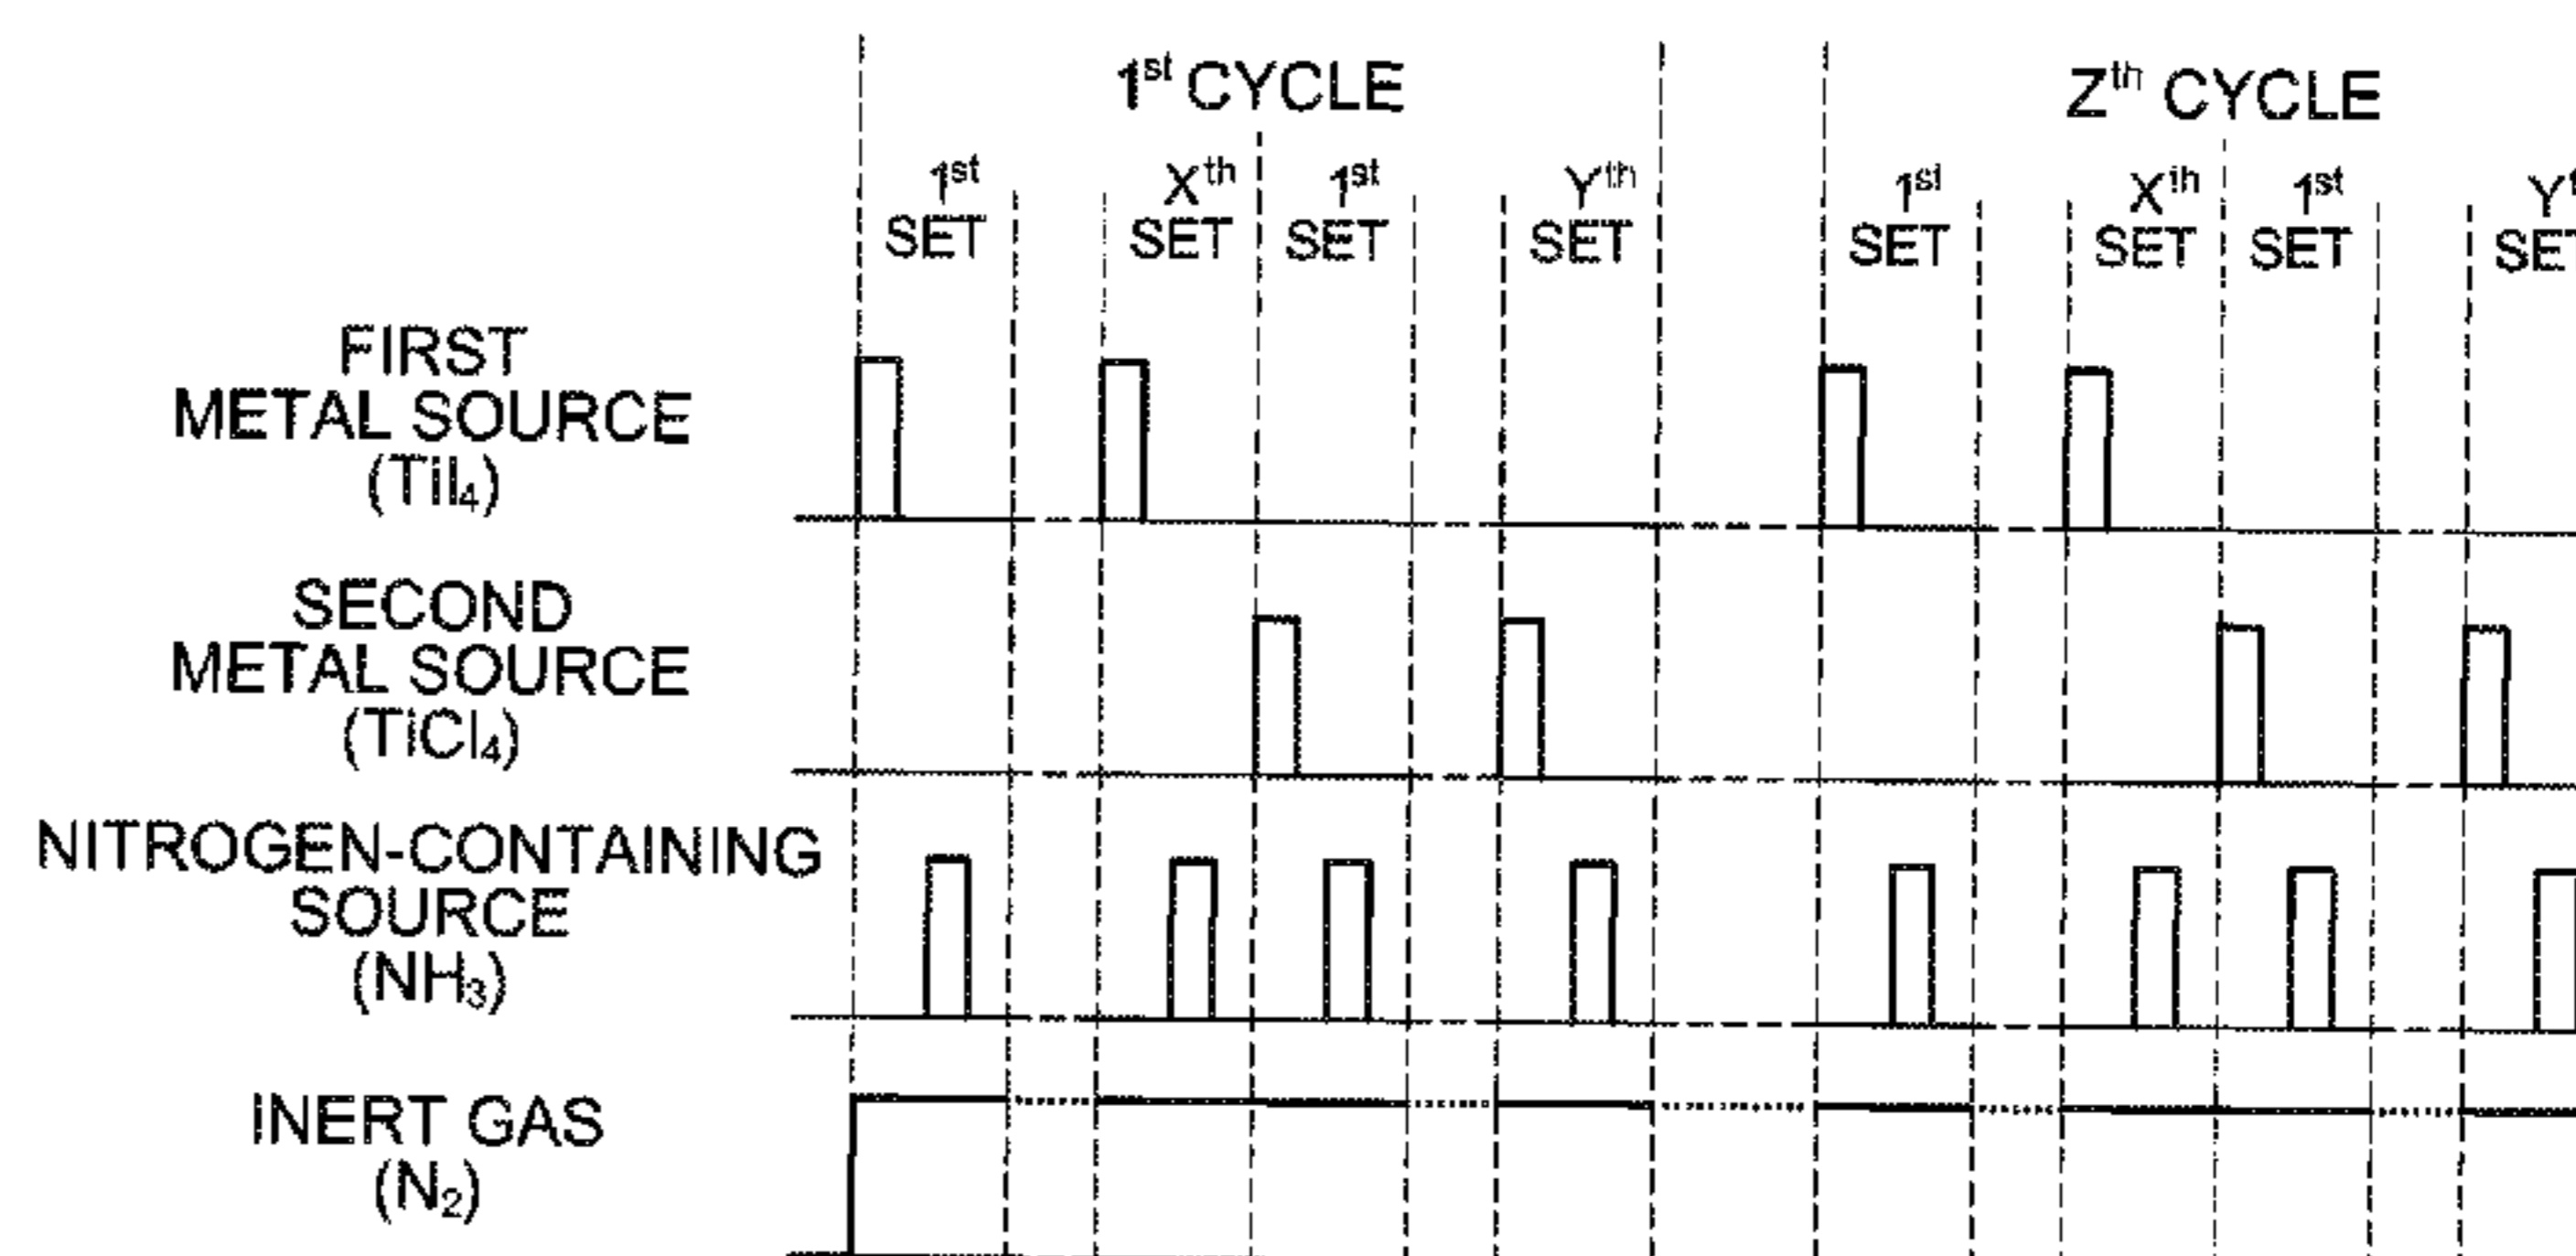 1st CYCLE
Zth CYCLE
1st SET
Xth SET
1st SET
Yth SET
1st SET
Xth SET
1st SET
SET
FIRST
METAL SOURCE
(TiI4)
SECOND
METAL SOURCE
(TiCl4)
NITROGEN-CONTAINING
SOURCE
(NH3)
INERT GAS
(N2)